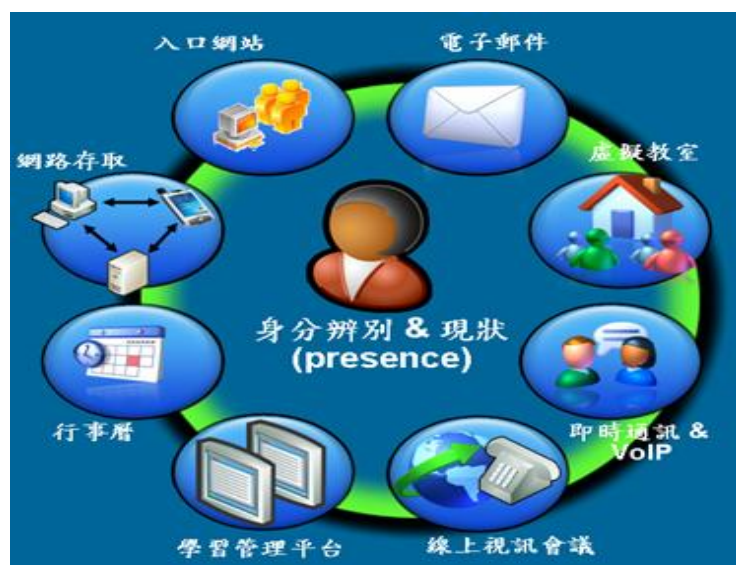 入口網站
電子郵件
網路存取
虛擬教室
身分辨別 & 現狀
(presence)
行事曆
即時通訊 &
VoIP
學習管理平台
線上視訊會議